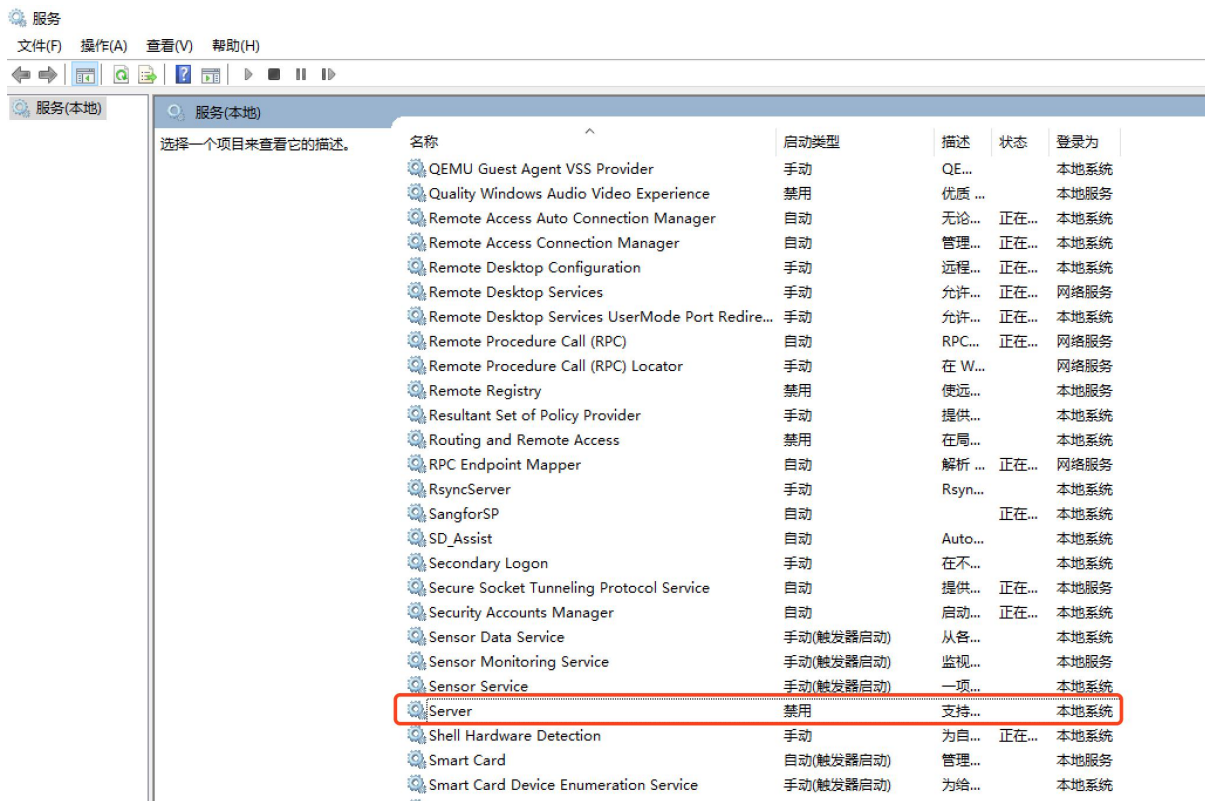 服务
文件(F) 操作(A) 查看(V) 帮助(H)
服务(本地)
服务(本地)
选择一个项目来查看它的描述。
名称 启动类型 描述 状态 登录为
QEMU Guest Agent VSS Provider 手动 QE... 本地系统
Quality Windows Audio Video Experience 禁用 优质 ... 本地服务
Remote Access Auto Connection Manager 自动 无论... 正在... 本地系统
Remote Access Connection Manager 自动 管理... 正在... 本地系统
Remote Desktop Configuration 手动 远程... 正在... 本地系统
Remote Desktop Services 手动 允许... 正在... 网络服务
Remote Desktop Services UserMode Port Redire... 手动 允许... 正在... 本地系统
Remote Procedure Call (RPC) 自动 RPC... 正在... 网络服务
Remote Procedure Call (RPC) Locator 手动 在 W... 网络服务
Remote Registry 禁用 使远... 本地服务
Resultant Set of Policy Provider 手动 提供... 本地系统
Routing and Remote Access 禁用 在局... 本地系统
RPC Endpoint Mapper 自动 解析 ... 正在... 网络服务
RsyncServer 手动 Rsyn... 本地系统
SangforSP 自动 正在... 本地系统
SD_Assist 自动 Auto... 本地系统
Secondary Logon 手动 在不... 本地系统
Secure Socket Tunneling Protocol Service 自动 提供... 正在... 本地服务
Security Accounts Manager 自动 启动... 正在... 本地系统
Sensor Data Service 手动(触发器启动) 从各... 本地系统
Sensor Monitoring Service 手动(触发器启动) 监视... 本地服务
Sensor Service 手动(触发器启动) 一项... 本地系统
Server 禁用 支持... 本地系统
Shell Hardware Detection 手动 为自... 正在... 本地系统
Smart Card 自动(触发器启动) 管理... 本地服务
Smart Card Device Enumeration Service 手动(触发器启动) 为给... 本地系统